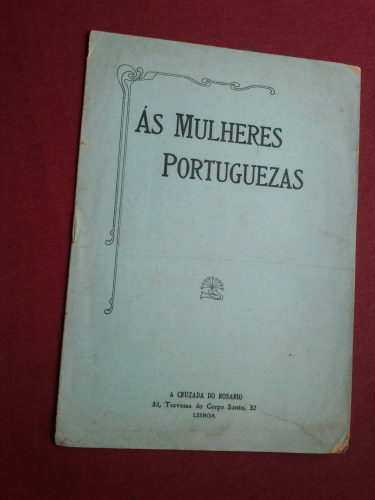 ÁS MULHERES
PORTUGUEZAS
A CRUZADA DO ROSARIO
32, Travessa do Corpo Santo, 32
LISBOA